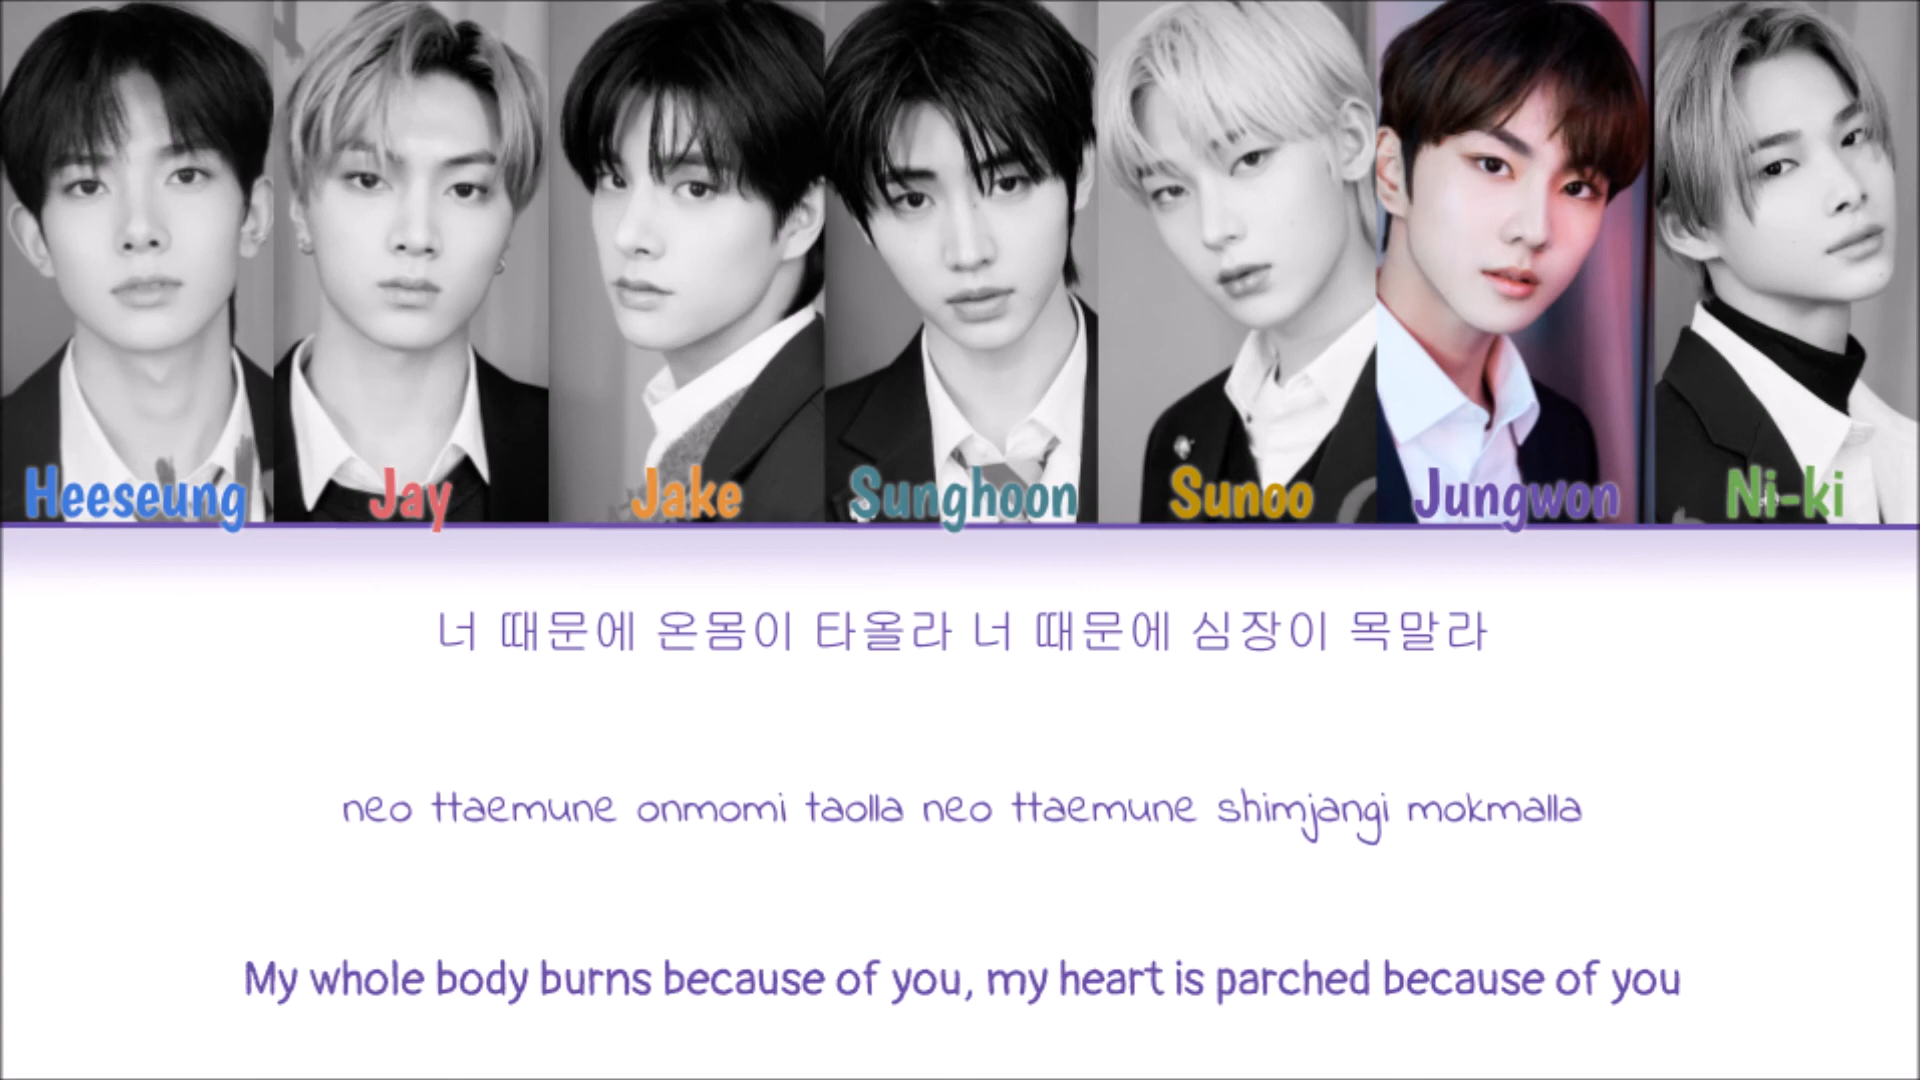 Heeseung Jay Jake Sunghoon Sunoo Jungwon Ni-ki
너 때문에 온몸이 타올라 너 때문에 심장이 목말라
neo ttaemune onmomi taolla neo ttaemune shimjangi mokmalla
My whole body burns because of you, my heart is parched because of you